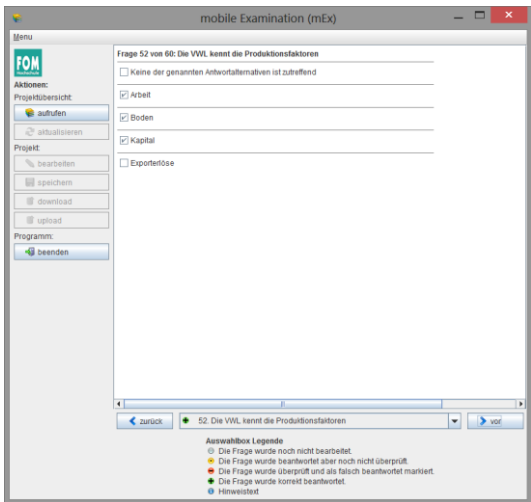 mobile Examination (mEx)
Menu
FOM
Hochschule
Aktionen:
Projektübersicht:
aufrufen
aktualisieren
Projekt:
bearbeiten
speichern
download
upload
Programm:
beenden
Frage 52 von 60: Die VWL kennt die Produktionsfaktoren
Keine der genannten Antwortalternativen ist zutreffend
Arbeit
Boden
Kapital
Exporterlöse
zurück
52. Die VWL kennt die Produktionsfaktoren
vor
Auswahlbox Legende
Die Frage wurde noch nicht bearbeitet.
Die Frage wurde beantwortet aber noch nicht überprüft.
Die Frage wurde überprüft und als falsch beantwortet markiert.
Die Frage wurde korrekt beantwortet.
Hinweistext